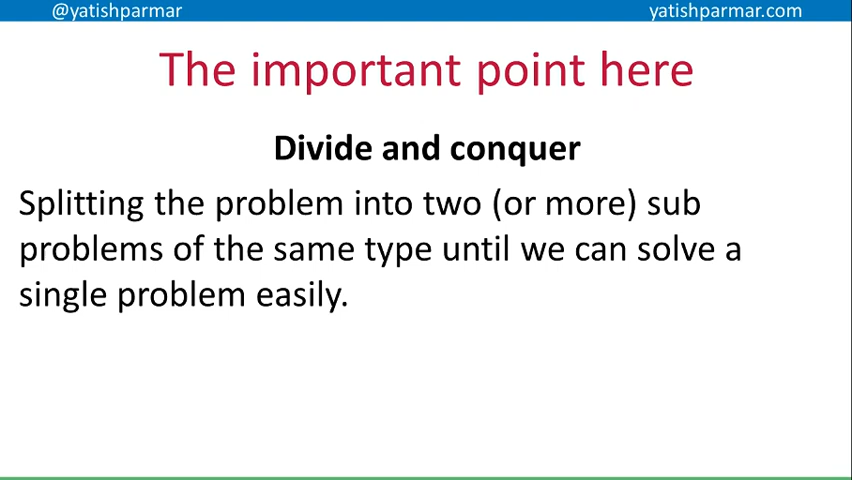 @yatishparmar yatishparmar.com
The important point here
Divide and conquer
Splitting the problem into two (or more) sub
problems of the same type until we can solve a
single problem easily.